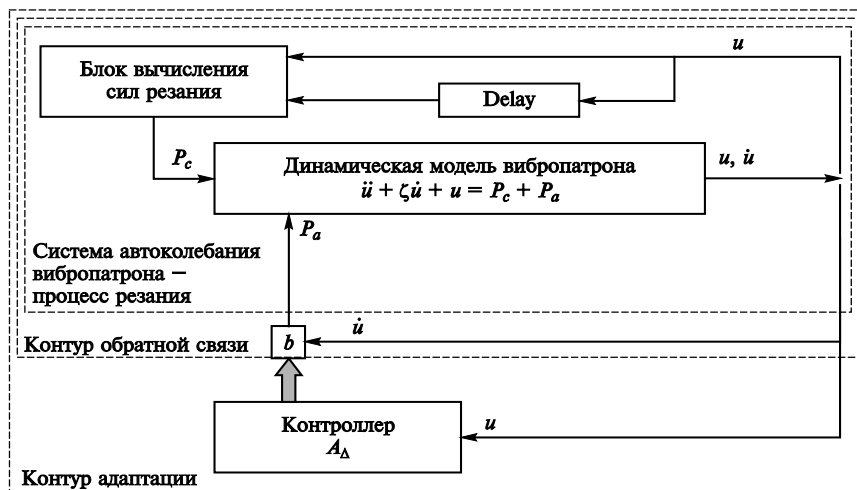 u
Блок вычисления
сил резания
Delay
P_c
Динамическая модель вибропатрона
ü + ζu̇ + u = P_c + P_a
u, u̇
P_a
Система автоколебания
вибропатрона –
процесс резания
u̇
b
Контур обратной связи
Контроллер
A_Δ
u
Контур адаптации